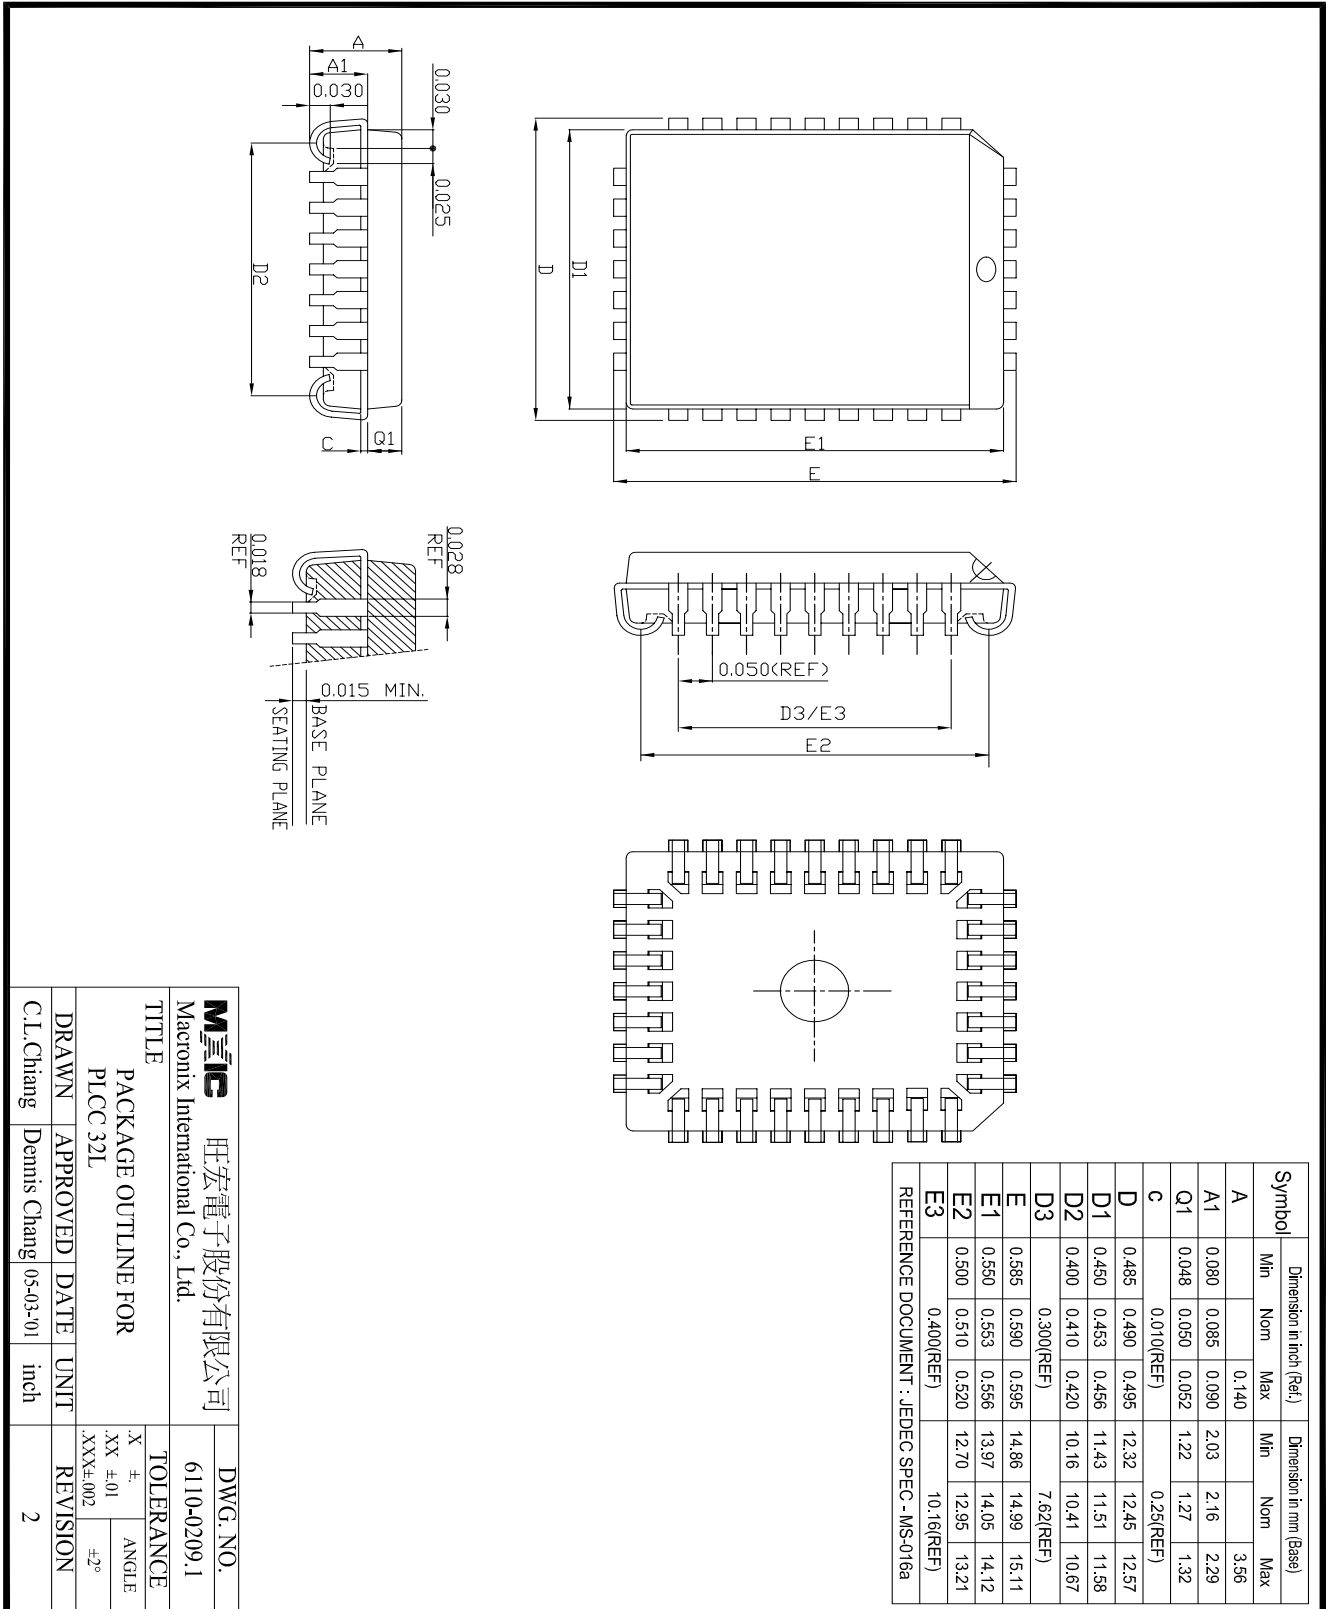 A
A1
0.030
0.030
0.025
D2
C
Q1
D
D1
E1
E
0.018
REF
0.028
REF
0.015 MIN.
BASE PLANE
SEATING PLANE
0.050(REF)
D3/E3
E2
Symbol Dimension in inch (Ref.) Dimension in mm (Base)
Min Nom Max Min Nom Max
A 0.140 3.56
A1 0.080 0.085 0.090 2.03 2.16 2.29
Q1 0.048 0.050 0.052 1.22 1.27 1.32
C 0.010(REF) 0.25(REF)
D 0.485 0.490 0.495 12.32 12.45 12.57
D1 0.450 0.453 0.456 11.43 11.51 11.58
D2 0.400 0.410 0.420 10.16 10.41 10.67
D3 0.300(REF) 7.62(REF)
E 0.585 0.590 0.595 14.86 14.99 15.11
E1 0.550 0.553 0.556 13.97 14.05 14.12
E2 0.500 0.510 0.520 12.70 12.95 13.21
E3 0.400(REF) 10.16(REF)
REFERENCE DOCUMENT : JEDEC SPEC - MS-016a
MXIC 旺宏電子股份有限公司
Macronix International Co., Ltd.
DWG. NO.
6110-0209.1
TITLE
PACKAGE OUTLINE FOR
PLCC 32L
TOLERANCE
.X ±.
.XX ±.01
.XXX±.002
ANGLE
±2°
DRAWN APPROVED DATE UNIT REVISION
C.L.Chiang Dennis Chang 05-03-'01 inch 2